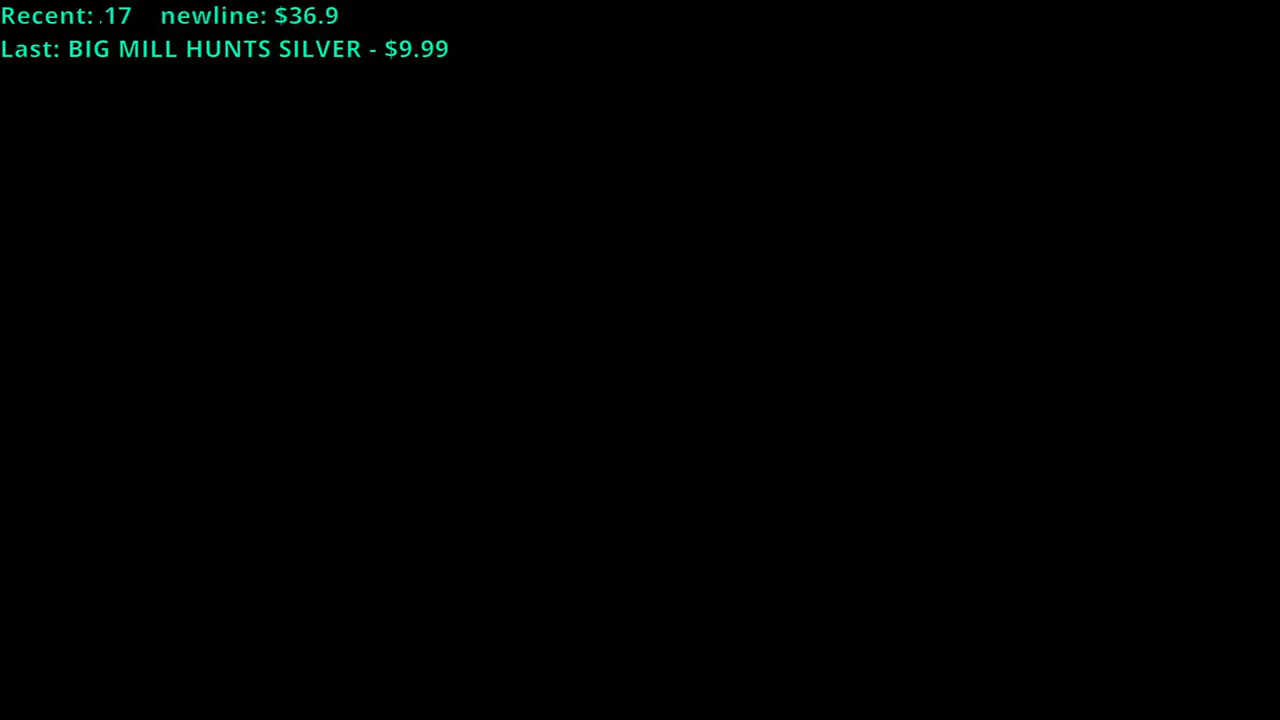 Recent: .17 newline: $36.9
Last: BIG MILL HUNTS SILVER - $9.99